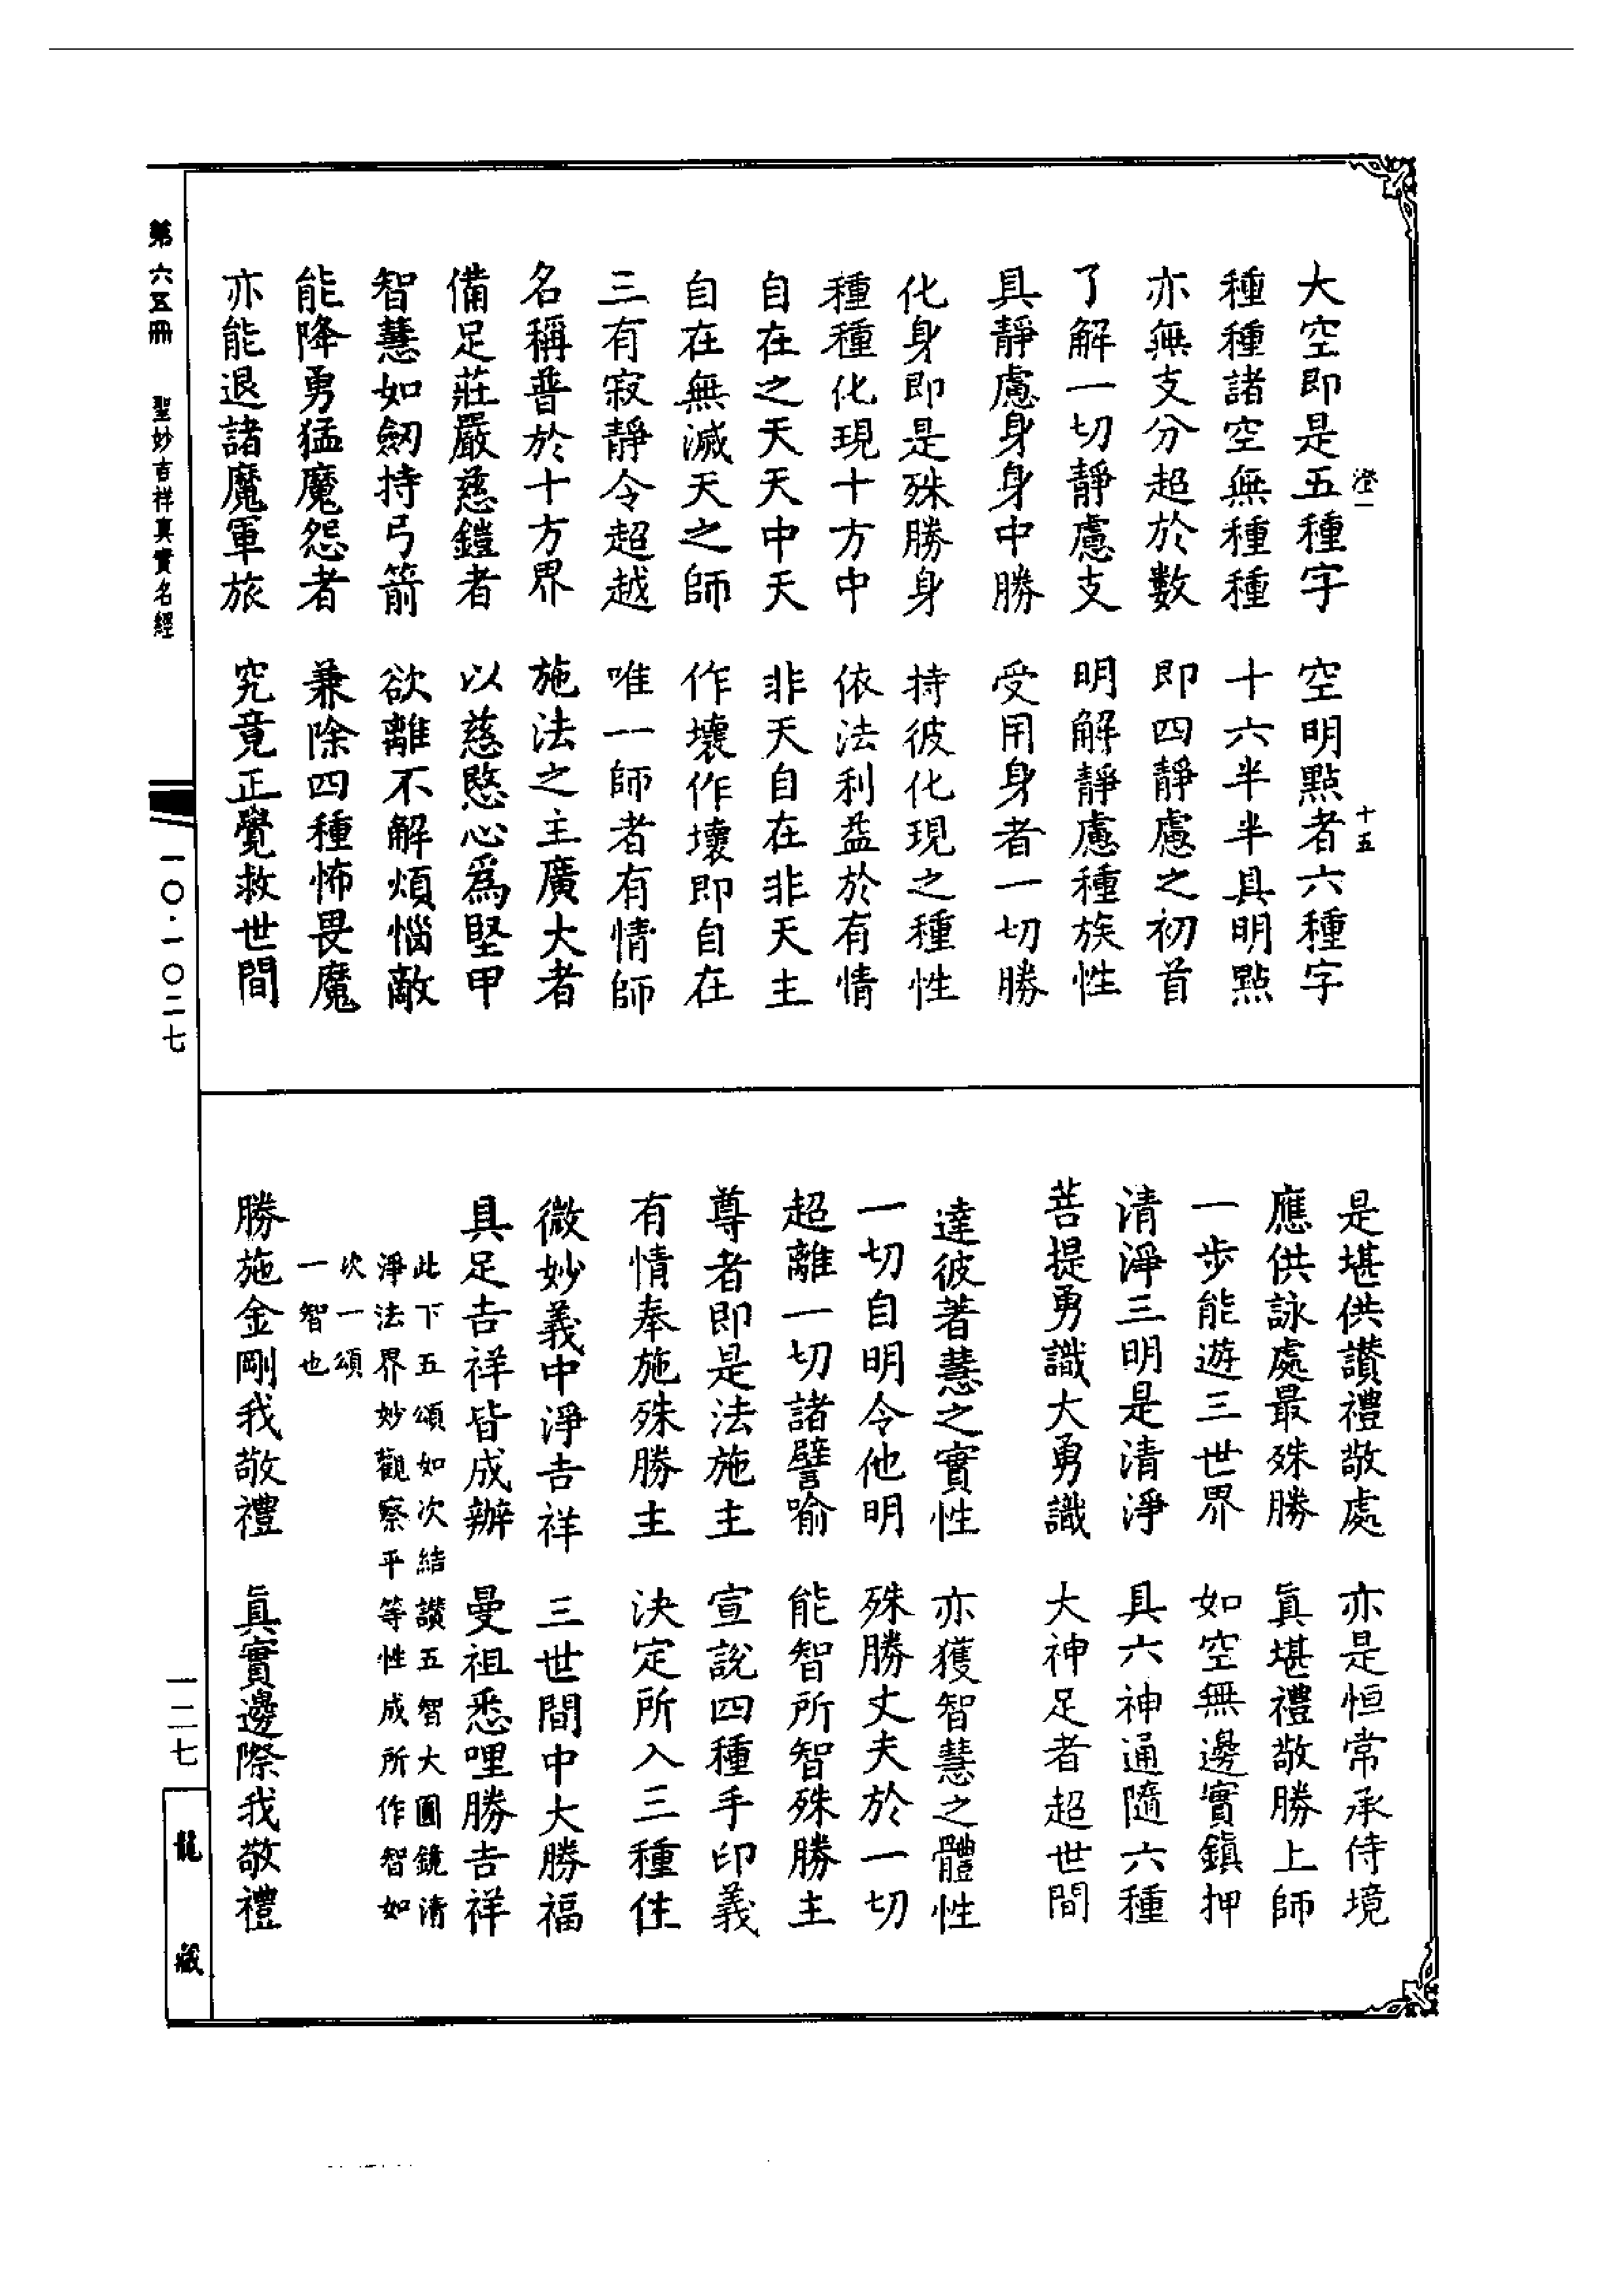 澄一
十五
大空即是五種字　空明點者六種字
種種諸空無種種　十六半半具明點
亦無支分超於數　即四靜慮之初首
了解一切靜慮支　明解靜慮種族性
具靜慮身身中勝　受用身者一切勝
化身即是殊勝身　持彼化現之種性
種種化現十方中　依法利益於有情
自在之天天中天　非天自在非天主
自在無滅天之師　作壞作壞即自在
三有寂靜令超越　唯一師者有情師
名稱普於十方界　施法之主廣大者
備足莊嚴慈鎧者　以慈愍心爲堅甲
智慧如劒持弓箭　欲離不解煩惱敵
能降勇猛魔怨者　兼除四種怖畏魔
亦能退諸魔軍旅　究竟正覺救世間
是堪供讃禮敬處　亦是恒常承侍境
應供詠處最殊勝　眞堪禮敬勝上師
一步能遊三世界　如空無邊實鎮押
清淨三明是清淨　具六神通隨六種
菩提勇識大勇識　大神足者超世間
達彼著慧之實性　亦獲智慧之體性
一切自明令他明　殊勝丈夫於一切
超離一切諸譬喻　能智所智殊勝主
尊者即是法施主　宣說四種手印義
有情奉施殊勝主　決定所入三種住
微妙義中淨吉祥　三世間中大勝福
具足吉祥皆成辦　曼祖悉哩勝吉祥
此下五頌如次結讃五智大圓鏡清
淨法界妙觀察平等性成所作智如
次一頌
一智也
勝施金剛我敬禮　眞實邊際我敬禮
第六五冊　聖妙吉祥真實名經
一〇·一〇二七
一二七
龍藏